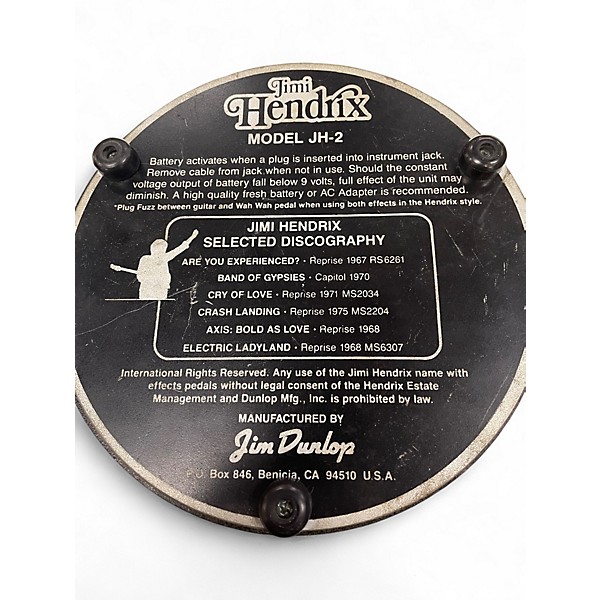 Jimi
Hendrix
MODEL JH-2
Battery activates when a plug is inserted into instrument jack.
Remove cable from jack when not in use. Should the constant
voltage output of battery fall below 9 volts, full effect of the unit may
diminish. A high quality fresh battery or AC Adapter is recommended.
*Plug Fuzz between guitar and Wah Wah pedal when using both effects in the Hendrix style.
JIMI HENDRIX
SELECTED DISCOGRAPHY
ARE YOU EXPERIENCED? · Reprise 1967 RS6261
BAND OF GYPSIES · Capitol 1970
CRY OF LOVE · Reprise 1971 MS2034
CRASH LANDING · Reprise 1975 MS2204
AXIS: BOLD AS LOVE · Reprise 1968
ELECTRIC LADYLAND · Reprise 1968 MS6307
International Rights Reserved. Any use of the Jimi Hendrix name with
effects pedals without legal consent of the Hendrix Estate
Management and Dunlop Mfg., Inc. is prohibited by law.
MANUFACTURED BY
Jim Dunlop
P.O. Box 846, Benicia, CA 94510 U.S.A.